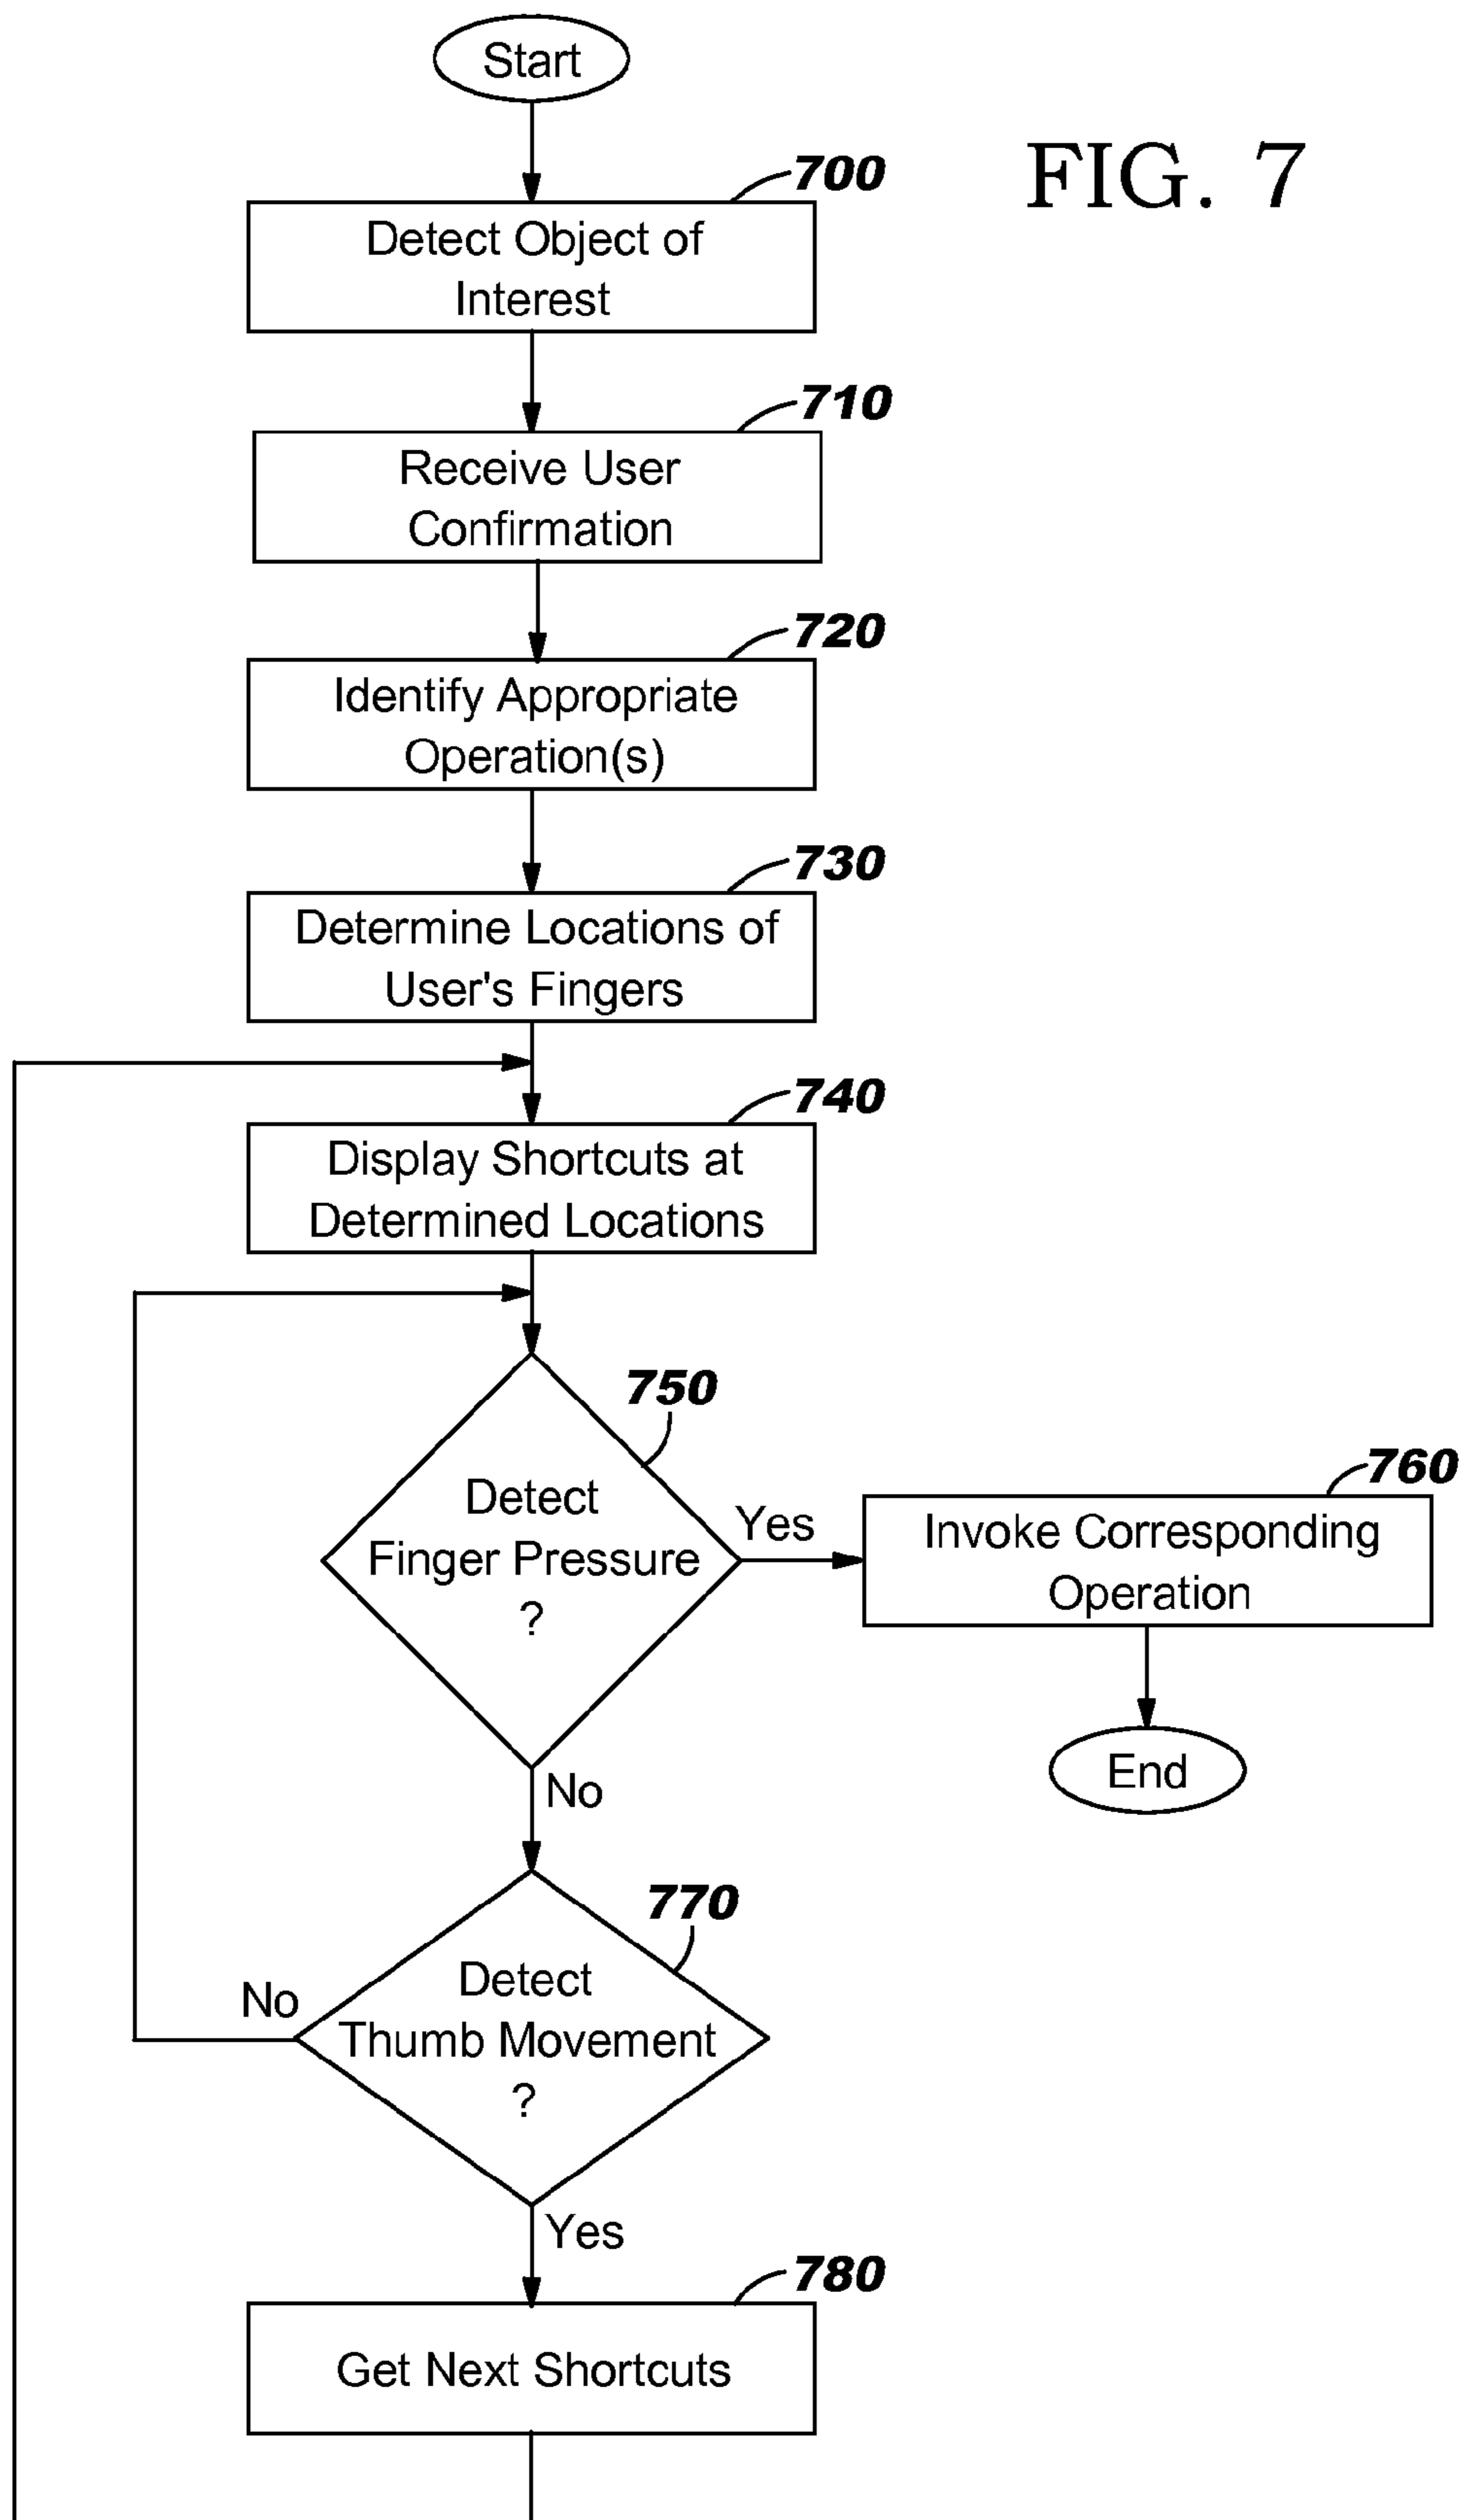 Start
FIG. 7
700
Detect Object of
Interest
710
Receive User
Confirmation
720
Identify Appropriate
Operation(s)
730
Determine Locations of
User's Fingers
740
Display Shortcuts at
Determined Locations
750
Detect
Finger Pressure
?
Yes
760
Invoke Corresponding
Operation
End
No
770
Detect
Thumb Movement
?
No
Yes
780
Get Next Shortcuts